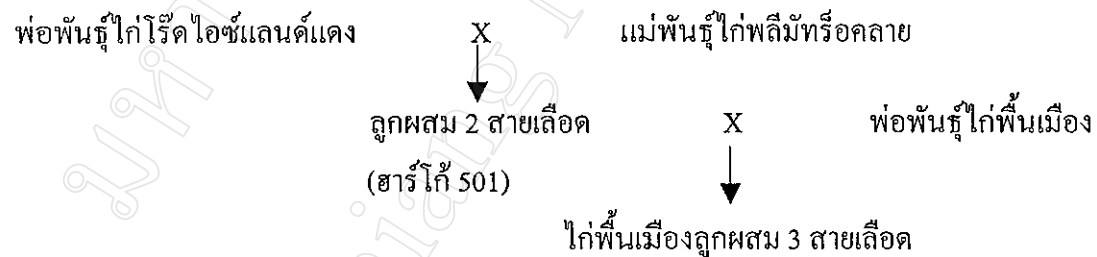 พ่อพันธุ์ไก่โร๊ดไอซ์แลนด์แดง X แม่พันธุ์ไก่พลีมัทร็อคลาย
ลูกผสม 2 สายเลือด X พ่อพันธุ์ไก่พื้นเมือง
(ฮาร์โก้ 501)
ไก่พื้นเมืองลูกผสม 3 สายเลือด